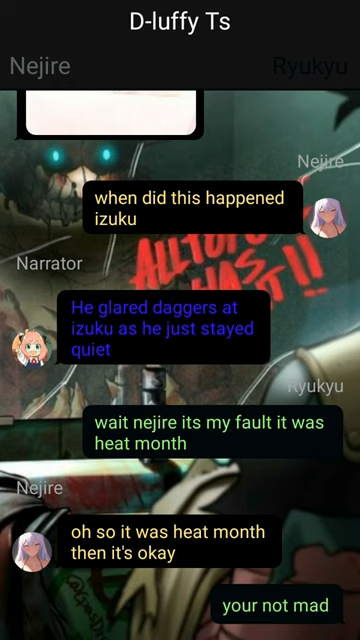 D-luffy Ts
Nejire Ryukyu
Nejire
when did this happened
izuku
Narrator
He glared daggers at
izuku as he just stayed
quiet
Ryukyu
wait nejire its my fault it was
heat month
Nejire
oh so it was heat month
then it's okay
your not mad